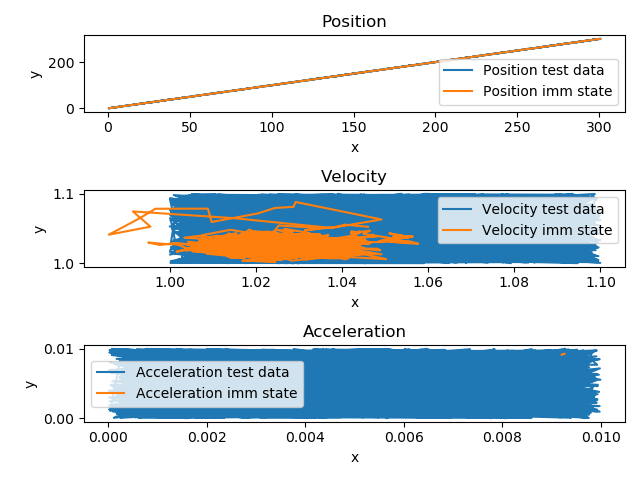 Position
200
0
y
Position test data
Position imm state
0
50
100
150
200
250
300
x
Velocity
1.1
1.0
y
Velocity test data
Velocity imm state
1.00
1.02
1.04
1.06
1.08
1.10
x
Acceleration
0.01
0.00
y
Acceleration test data
Acceleration imm state
0.000
0.002
0.004
0.006
0.008
0.010
x